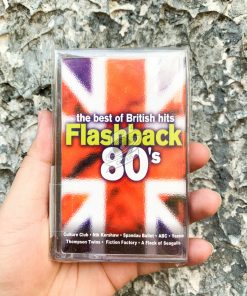 the best of British hits
Flashback
80's
Culture Club • Nik Kershaw • Spandau Ballet • ABC • Yazoo
Thompson Twins • Fiction Factory • A Flock of Seagulls